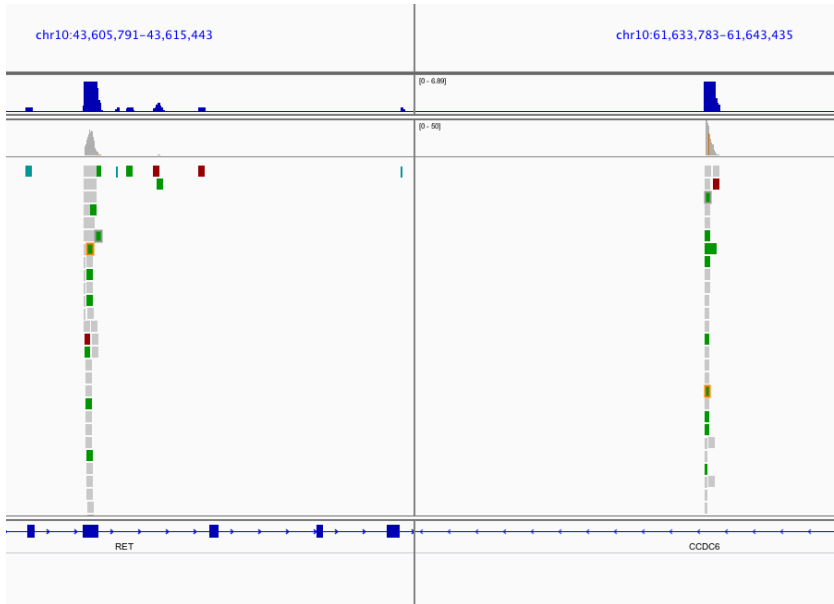 chr10:43,605,791-43,615,443
chr10:61,633,783-61,643,435
[0 - 6.89]
[0 - 50]
RET
CCDC6